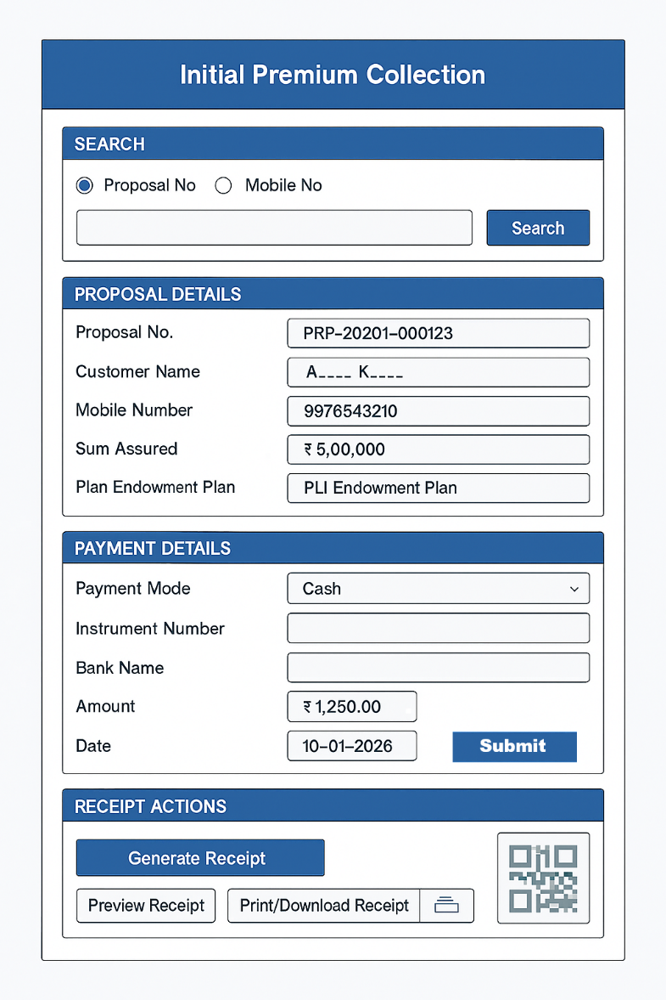 Initial Premium Collection
SEARCH
Proposal No Mobile No
Search
PROPOSAL DETAILS
Proposal No. PRP–20201–000123
Customer Name A____ K____
Mobile Number 9976543210
Sum Assured ₹ 5,00,000
Plan Endowment Plan PLI Endowment Plan
PAYMENT DETAILS
Payment Mode Cash
Instrument Number
Bank Name
Amount ₹ 1,250.00
Date 10–01–2026 Submit
RECEIPT ACTIONS
Generate Receipt
Preview Receipt Print/Download Receipt